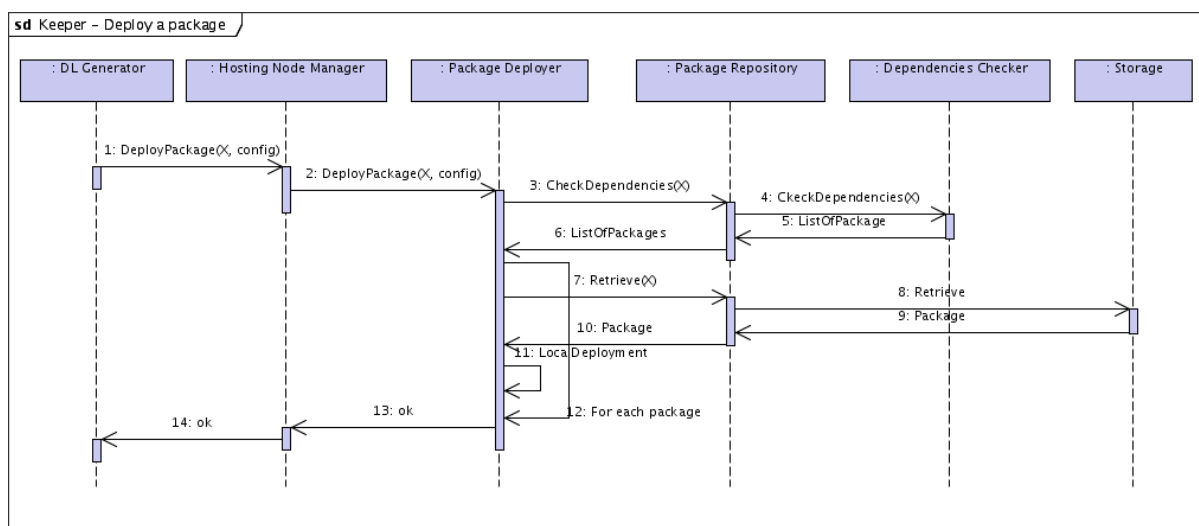 sd Keeper – Deploy a package
: DL Generator
: Hosting Node Manager
: Package Deployer
: Package Repository
: Dependencies Checker
: Storage
1: DeployPackage(X, config)
2: DeployPackage(X, config)
3: CheckDependencies(X)
4: CkeckDependencies(X)
5: ListOfPackage
6: ListOfPackages
7: Retrieve(X)
8: Retrieve
9: Package
10: Package
11: LocalDeployment
12: For each package
13: ok
14: ok